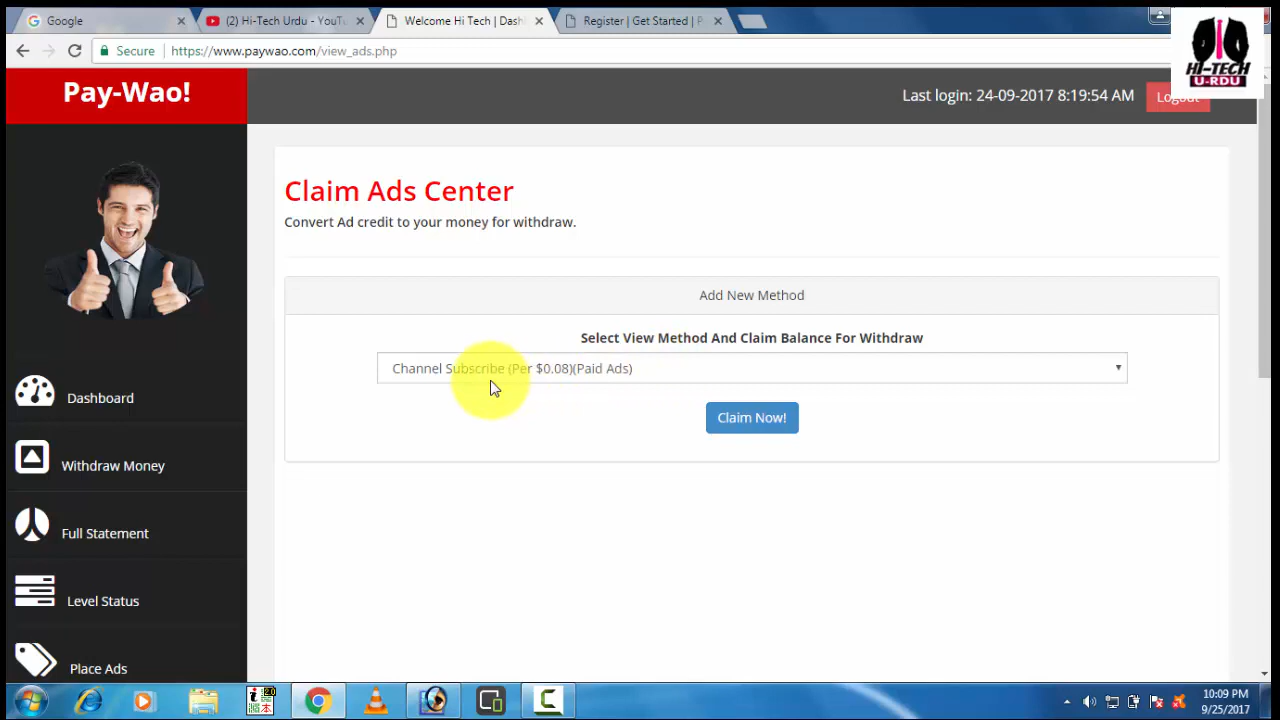 Google
(2) Hi-Tech Urdu - YouTu
Welcome Hi Tech | Dash
Register | Get Started | P
Secure
https://www.paywao.com/view_ads.php
HI-TECH
U-RDU
Pay-Wao!
Last login: 24-09-2017 8:19:54 AM
Logout
Claim Ads Center
Convert Ad credit to your money for withdraw.
Add New Method
Select View Method And Claim Balance For Withdraw
Channel Subscribe (Per $0.08)(Paid Ads)
Claim Now!
Dashboard
Withdraw Money
Full Statement
Level Status
Place Ads
10:09 PM
9/25/2017